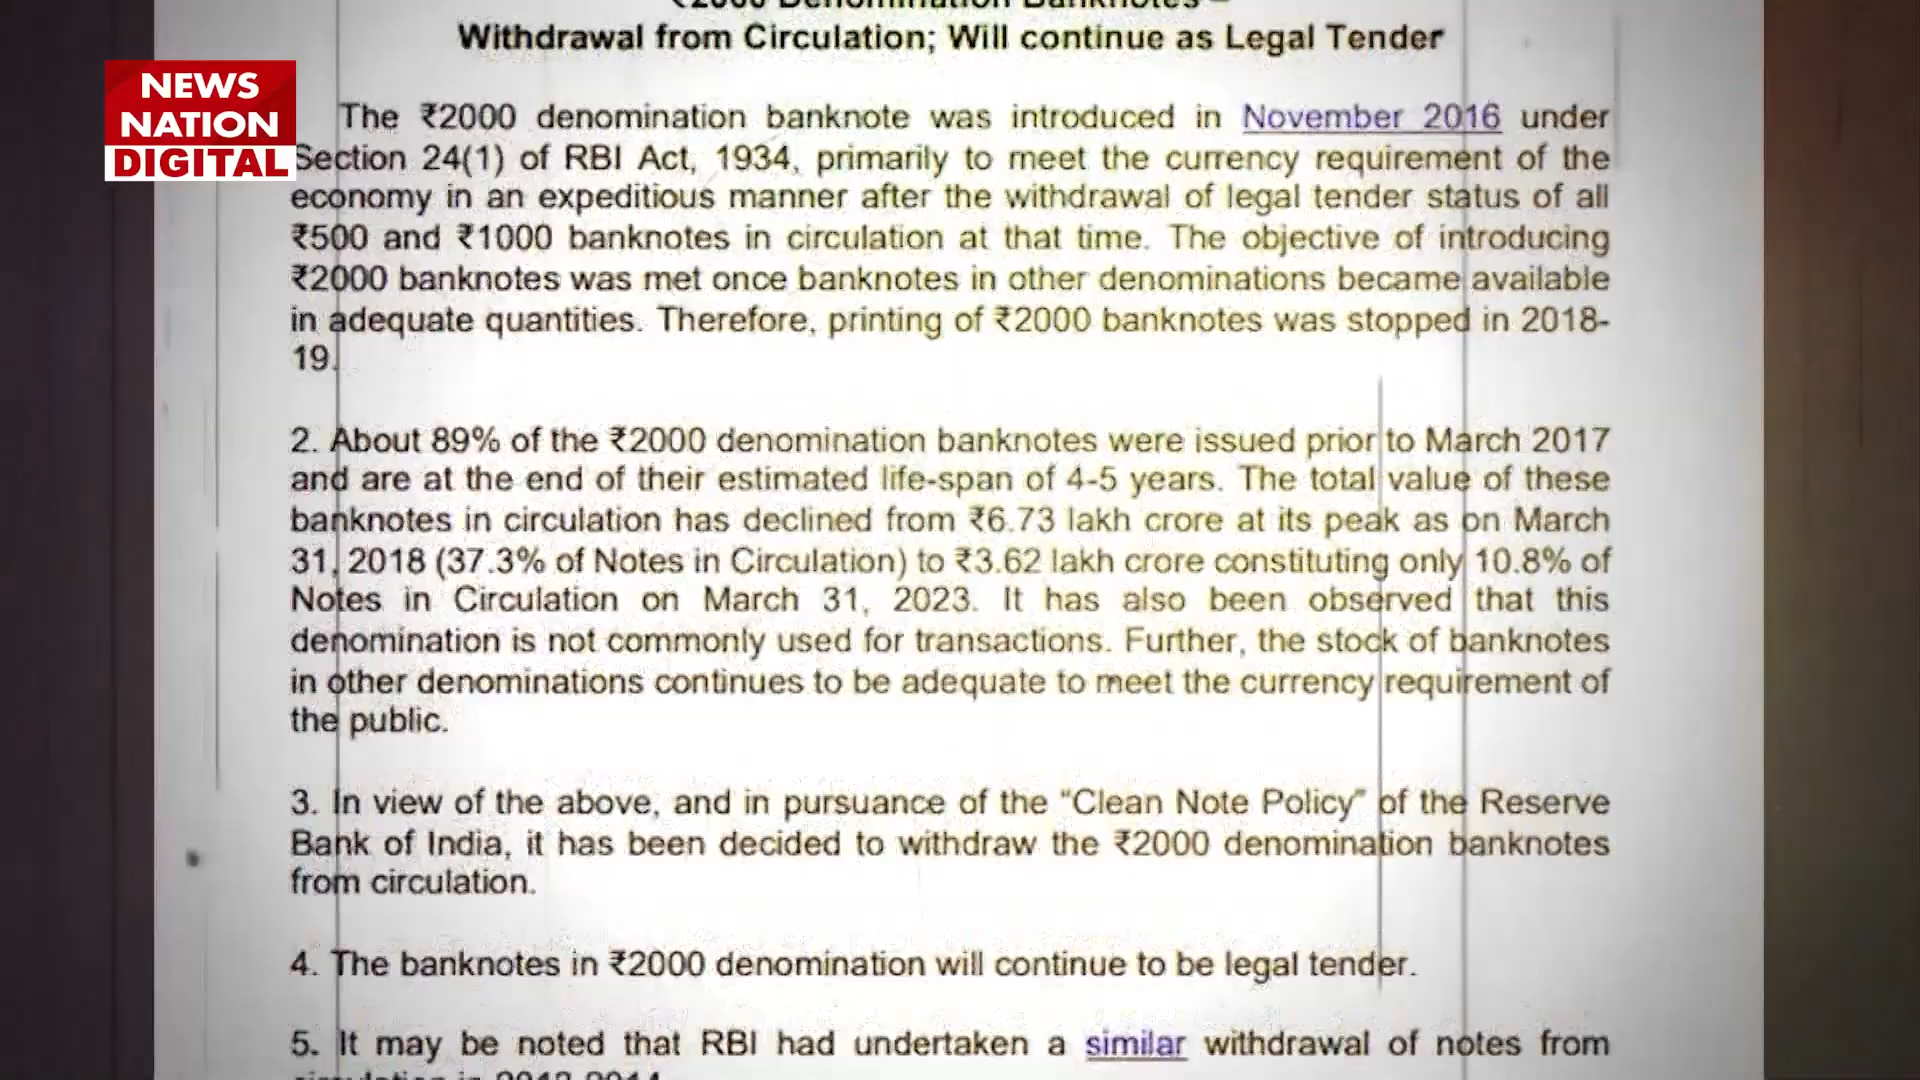 ₹2000 Denomination Banknotes –
Withdrawal from Circulation; Will continue as Legal Tender
NEWS
NATION
DIGITAL
The ₹2000 denomination banknote was introduced in November 2016 under
Section 24(1) of RBI Act, 1934, primarily to meet the currency requirement of the
economy in an expeditious manner after the withdrawal of legal tender status of all
₹500 and ₹1000 banknotes in circulation at that time. The objective of introducing
₹2000 banknotes was met once banknotes in other denominations became available
in adequate quantities. Therefore, printing of ₹2000 banknotes was stopped in 2018-
19.
2. About 89% of the ₹2000 denomination banknotes were issued prior to March 2017
and are at the end of their estimated life-span of 4-5 years. The total value of these
banknotes in circulation has declined from ₹6.73 lakh crore at its peak as on March
31, 2018 (37.3% of Notes in Circulation) to ₹3.62 lakh crore constituting only 10.8% of
Notes in Circulation on March 31, 2023. It has also been observed that this
denomination is not commonly used for transactions. Further, the stock of banknotes
in other denominations continues to be adequate to meet the currency requirement of
the public.
3. In view of the above, and in pursuance of the “Clean Note Policy” of the Reserve
Bank of India, it has been decided to withdraw the ₹2000 denomination banknotes
from circulation.
4. The banknotes in ₹2000 denomination will continue to be legal tender.
5. It may be noted that RBI had undertaken a similar withdrawal of notes from
circulation in 2013-2014.